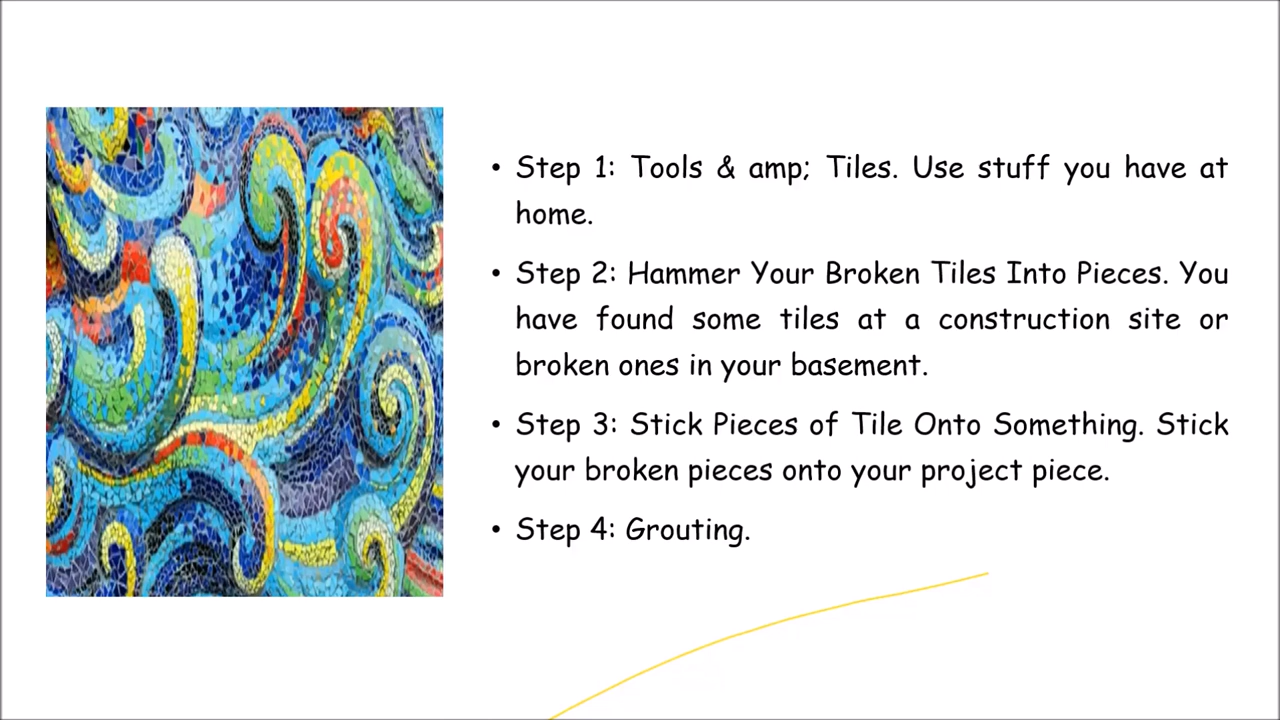 • Step 1: Tools & amp; Tiles. Use stuff you have at
home.
• Step 2: Hammer Your Broken Tiles Into Pieces. You
have found some tiles at a construction site or
broken ones in your basement.
• Step 3: Stick Pieces of Tile Onto Something. Stick
your broken pieces onto your project piece.
• Step 4: Grouting.